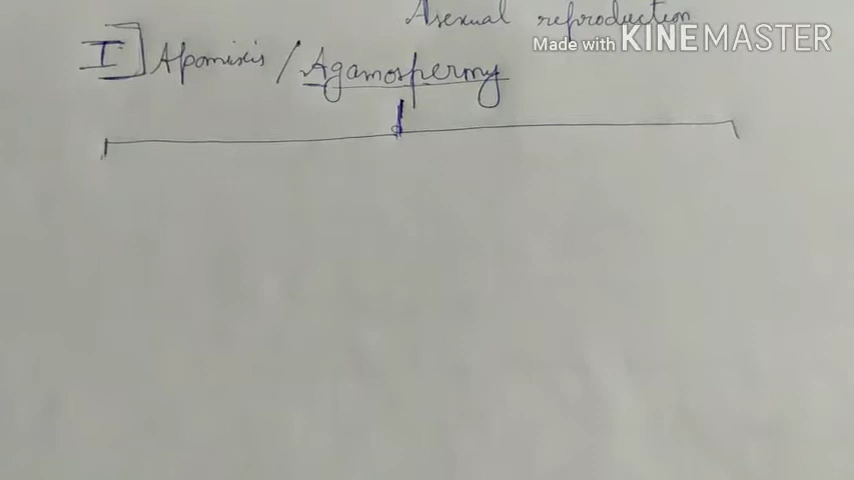 Asexual reproduction
Made with KINEMASTER
I] Apomixis / Agamospermy